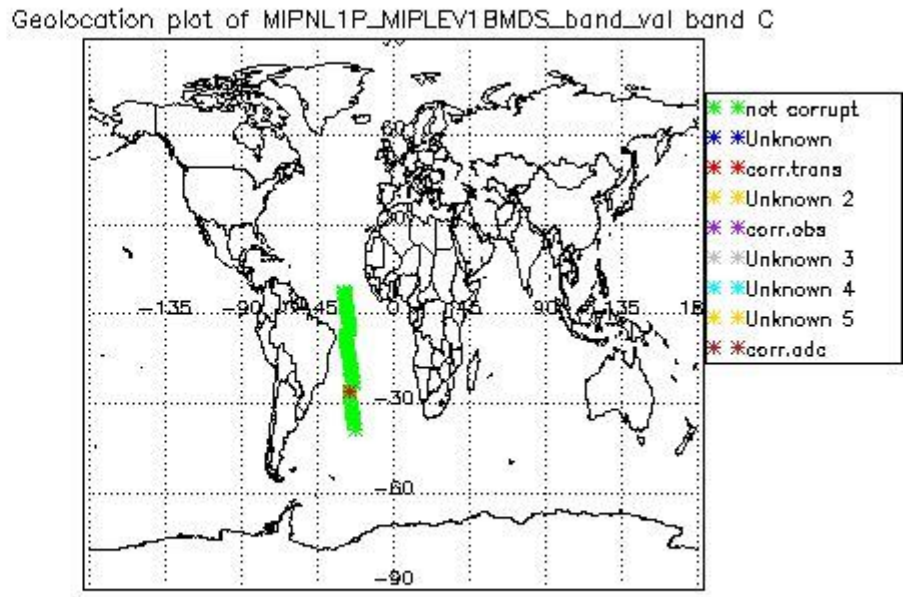 Geolocation plot of MIPNL1P_MIPLEV1BMDS_band_val band C
not corrupt
Unknown
corr.trans
Unknown 2
corr.obs
Unknown 3
Unknown 4
Unknown 5
corr.adc
60
-135 -90 45 0 90 135
-30
-60
-90